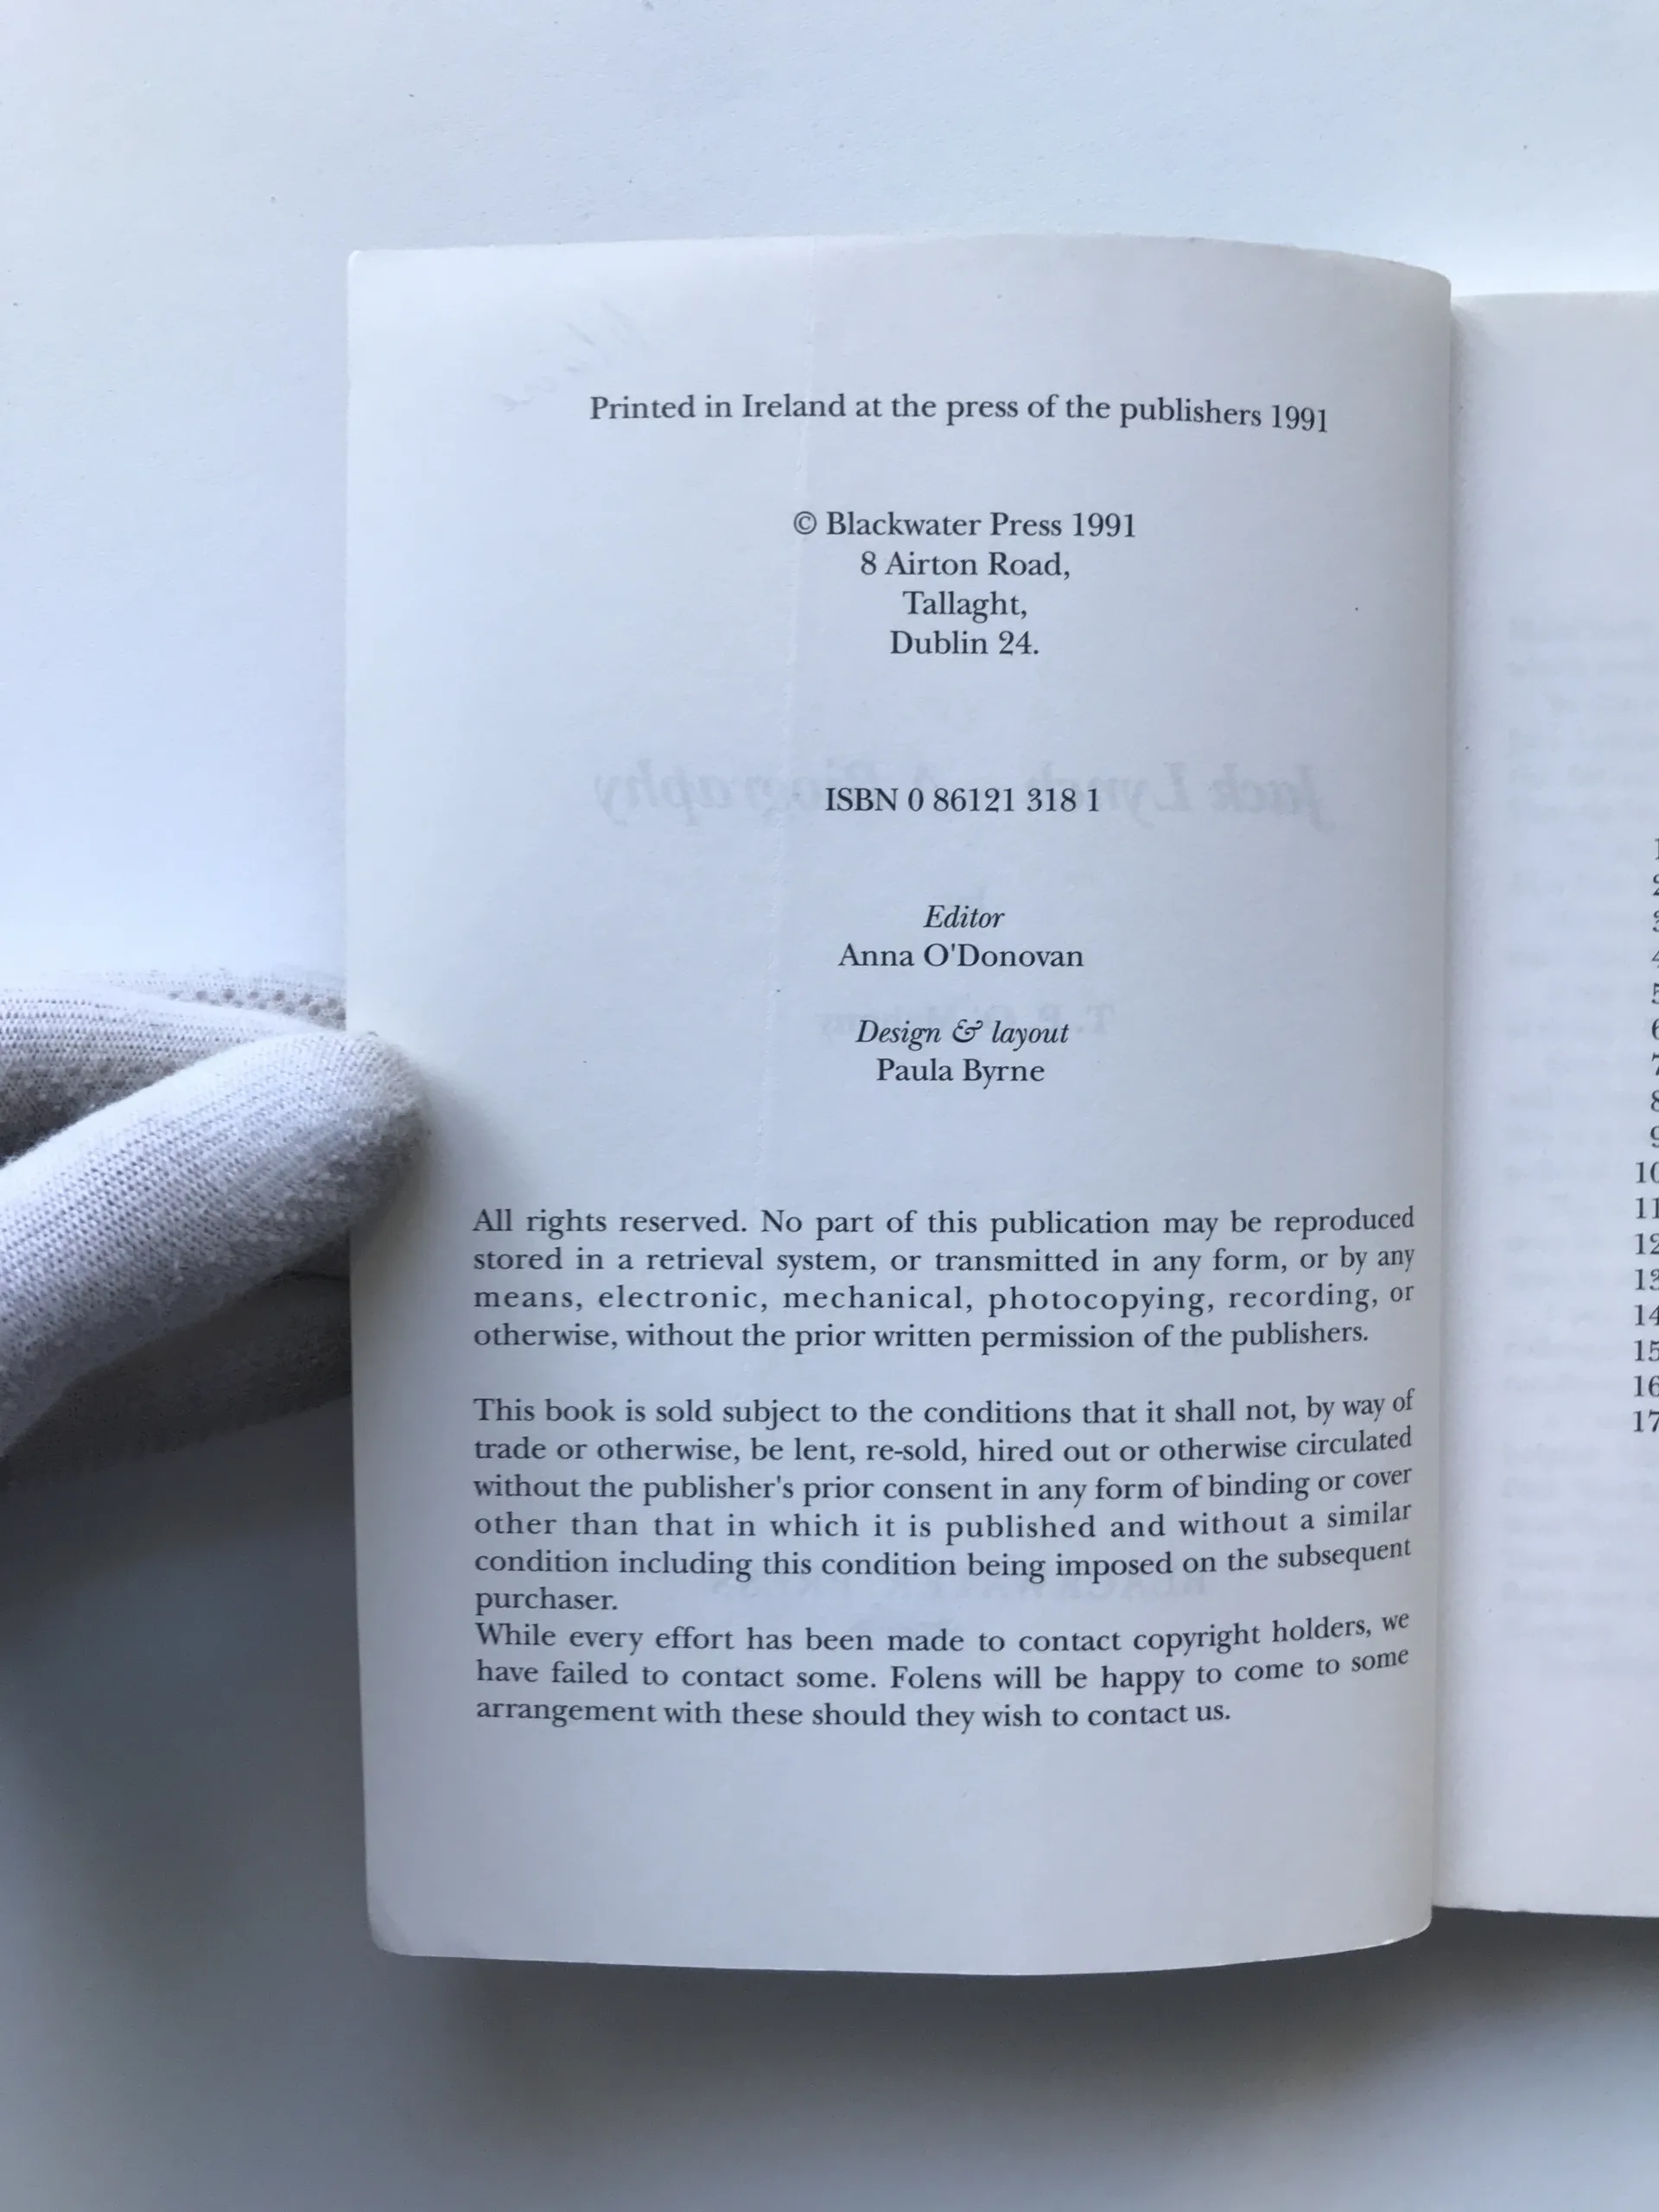 Printed in Ireland at the press of the publishers 1991
© Blackwater Press 1991
8 Airton Road,
Tallaght,
Dublin 24.
ISBN 0 86121 318 1
Editor
Anna O'Donovan
Design & layout
Paula Byrne
All rights reserved. No part of this publication may be reproduced
stored in a retrieval system, or transmitted in any form, or by any
means, electronic, mechanical, photocopying, recording, or
otherwise, without the prior written permission of the publishers.
This book is sold subject to the conditions that it shall not, by way of
trade or otherwise, be lent, re-sold, hired out or otherwise circulated
without the publisher's prior consent in any form of binding or cover
other than that in which it is published and without a similar
condition including this condition being imposed on the subsequent
purchaser.
While every effort has been made to contact copyright holders, we
have failed to contact some. Folens will be happy to come to some
arrangement with these should they wish to contact us.
10
11
12
13
14
15
16
17